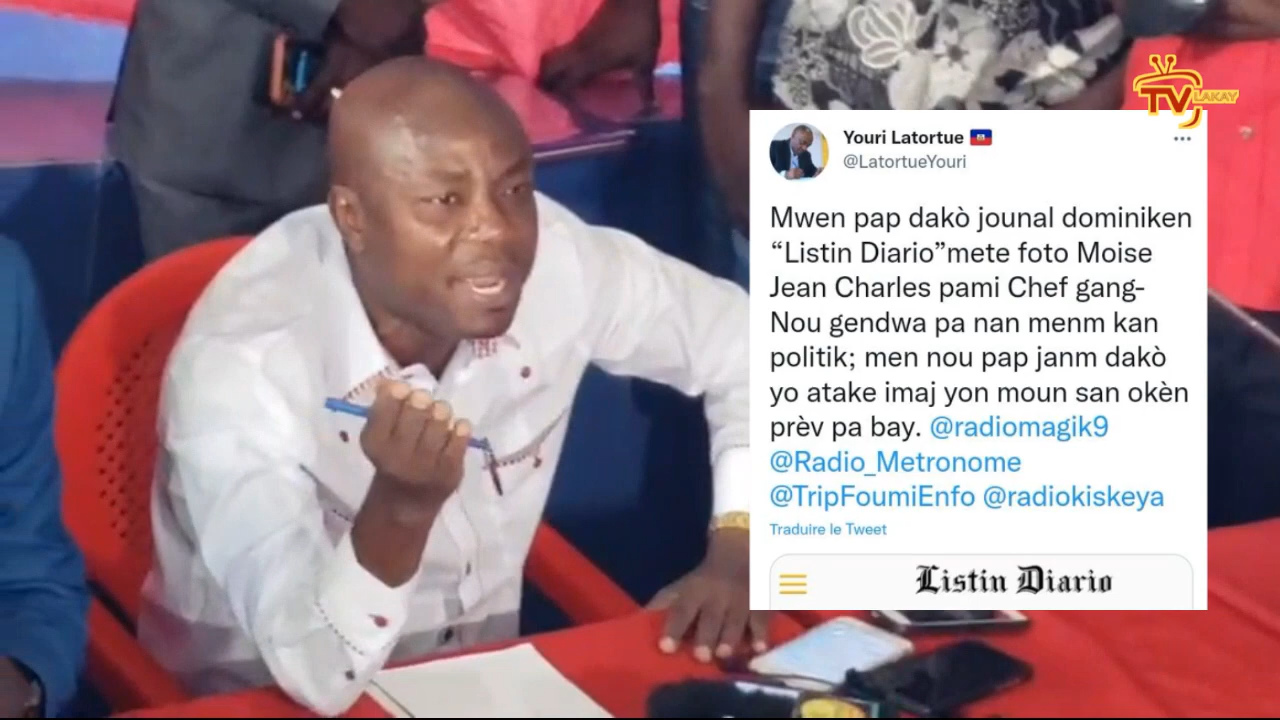 TV LAKAY
Youri Latortue
@LatortueYouri
Mwen pap dakò jounal dominiken
“Listin Diario”mete foto Moise
Jean Charles pami Chef gang-
Nou gendwa pa nan menm kan
politik; men nou pap janm dakò
yo atake imaj yon moun san okèn
prèv pa bay. @radiomagik9
@Radio_Metronome
@TripFoumiEnfo @radiokiskeya
Traduire le Tweet
Listin Diario